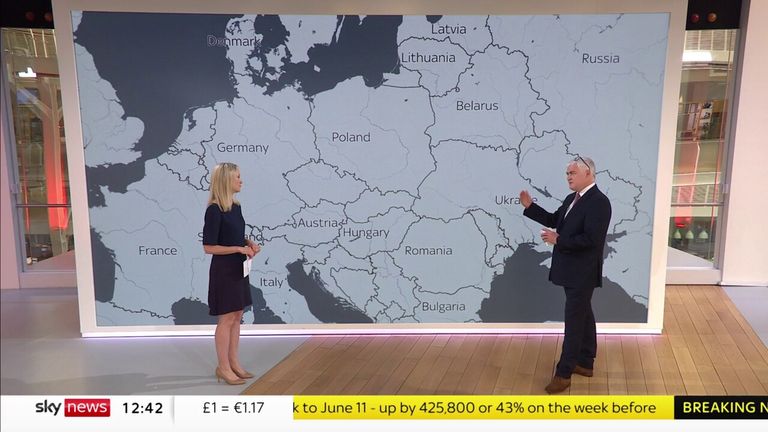 Denmark
Latvia
Lithuania
Russia
Belarus
Germany
Poland
Ukraine
Austria
Hungary
France
Romania
Italy
Bulgaria
sky news 12:42 £1 = €1.17 k to June 11 - up by 425,800 or 43% on the week before BREAKING N